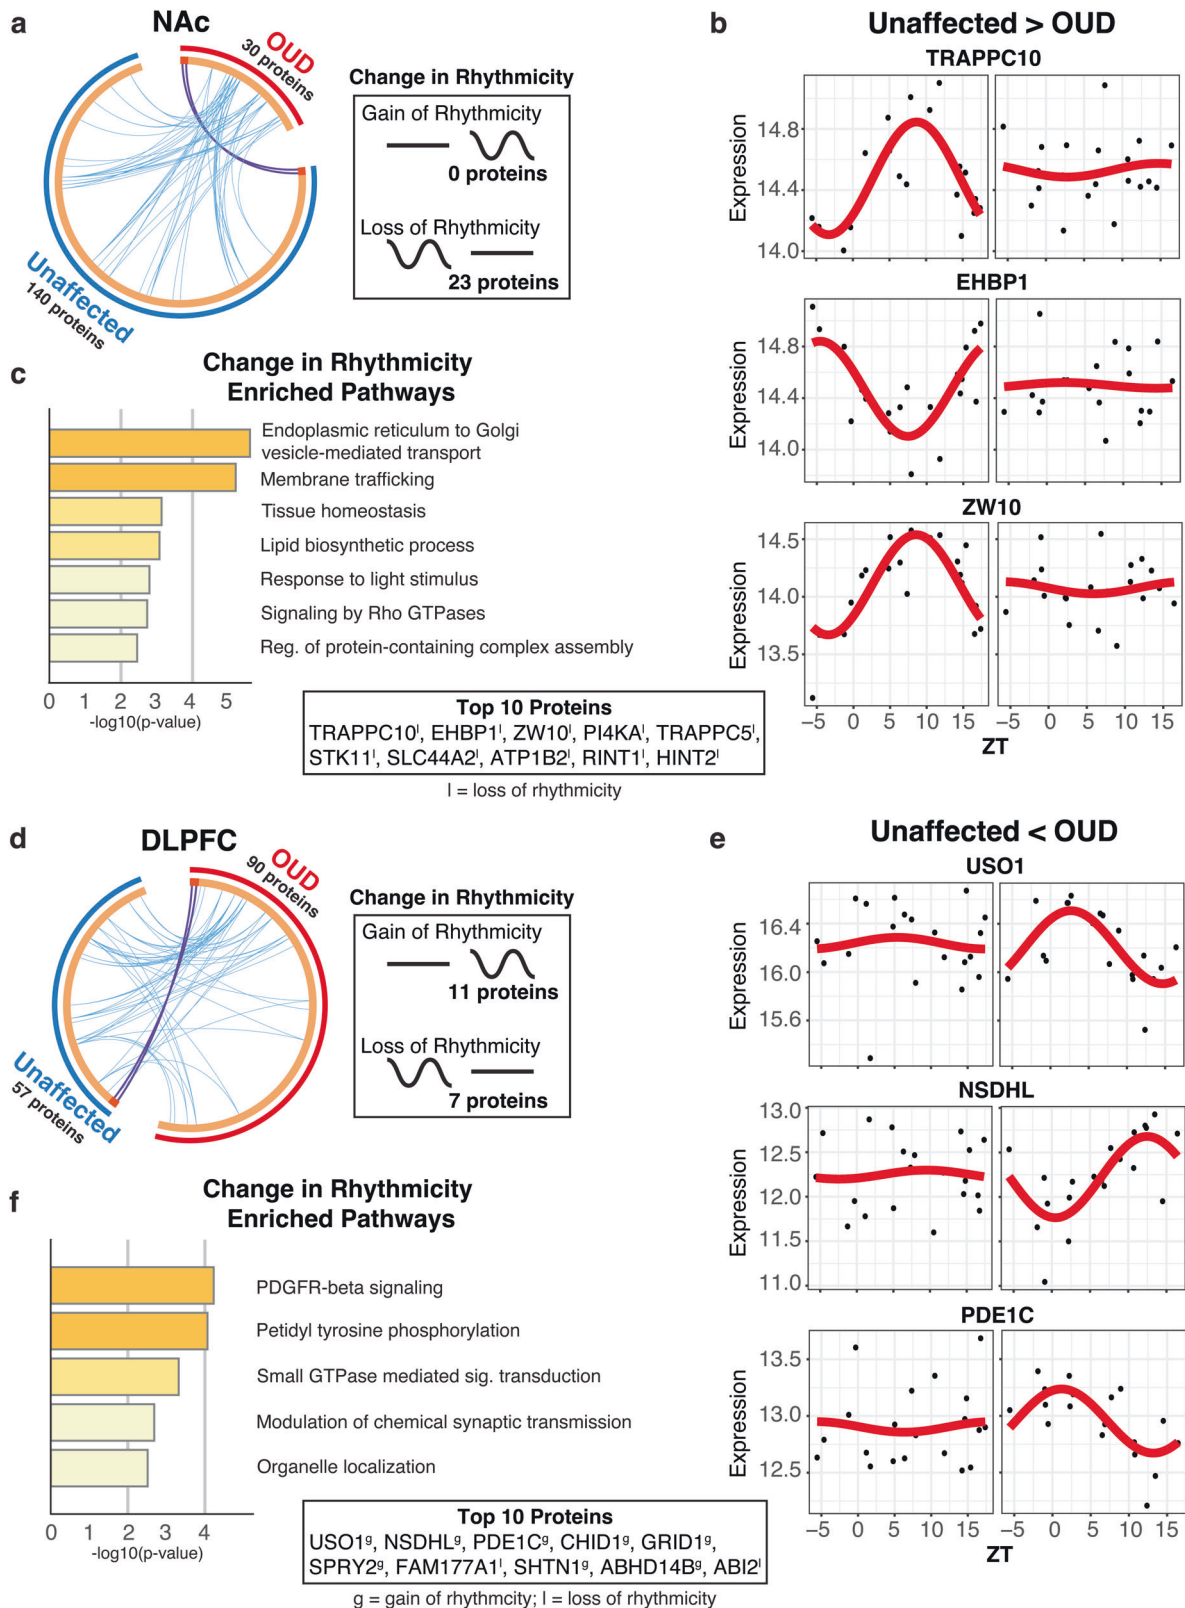 a
NAc
OUD
30 proteins
Unaffected
140 proteins
Change in Rhythmicity
Gain of Rhythmicity
0 proteins
Loss of Rhythmicity
23 proteins
b
Unaffected > OUD
TRAPPC10
Expression
14.8
14.4
14.0
EHBP1
Expression
14.8
14.4
14.0
ZW10
Expression
14.5
14.0
13.5
−5 0 5 10 15 −5 0 5 10 15
ZT
c
Change in Rhythmicity
Enriched Pathways
Endoplasmic reticulum to Golgi
vesicle-mediated transport
Membrane trafficking
Tissue homeostasis
Lipid biosynthetic process
Response to light stimulus
Signaling by Rho GTPases
Reg. of protein-containing complex assembly
0 2 3 4 5
-log10(p-value)
Top 10 Proteins
TRAPPC10ˡ, EHBP1ˡ, ZW10ˡ, PI4KAˡ, TRAPPC5ˡ,
STK11ˡ, SLC44A2ˡ, ATP1B2ˡ, RINT1ˡ, HINT2ˡ
l = loss of rhythmicity
d
DLPFC
OUD
90 proteins
Unaffected
57 proteins
Change in Rhythmicity
Gain of Rhythmicity
11 proteins
Loss of Rhythmicity
7 proteins
e
Unaffected < OUD
USO1
Expression
16.4
16.0
15.6
NSDHL
Expression
13.0
12.5
12.0
11.5
11.0
PDE1C
Expression
13.5
13.0
12.5
−5 0 5 10 15 −5 0 5 10 15
ZT
f
Change in Rhythmicity
Enriched Pathways
PDGFR-beta signaling
Petidyl tyrosine phosphorylation
Small GTPase mediated sig. transduction
Modulation of chemical synaptic transmission
Organelle localization
0 2 3 4
-log10(p-value)
Top 10 Proteins
USO1ᵍ, NSDHLᵍ, PDE1Cᵍ, CHID1ᵍ, GRID1ᵍ,
SPRY2ᵍ, FAM177A1ˡ, SHTN1ᵍ, ABHD14Bᵍ, ABI2ˡ
g = gain of rhythmcity; l = loss of rhythmicity